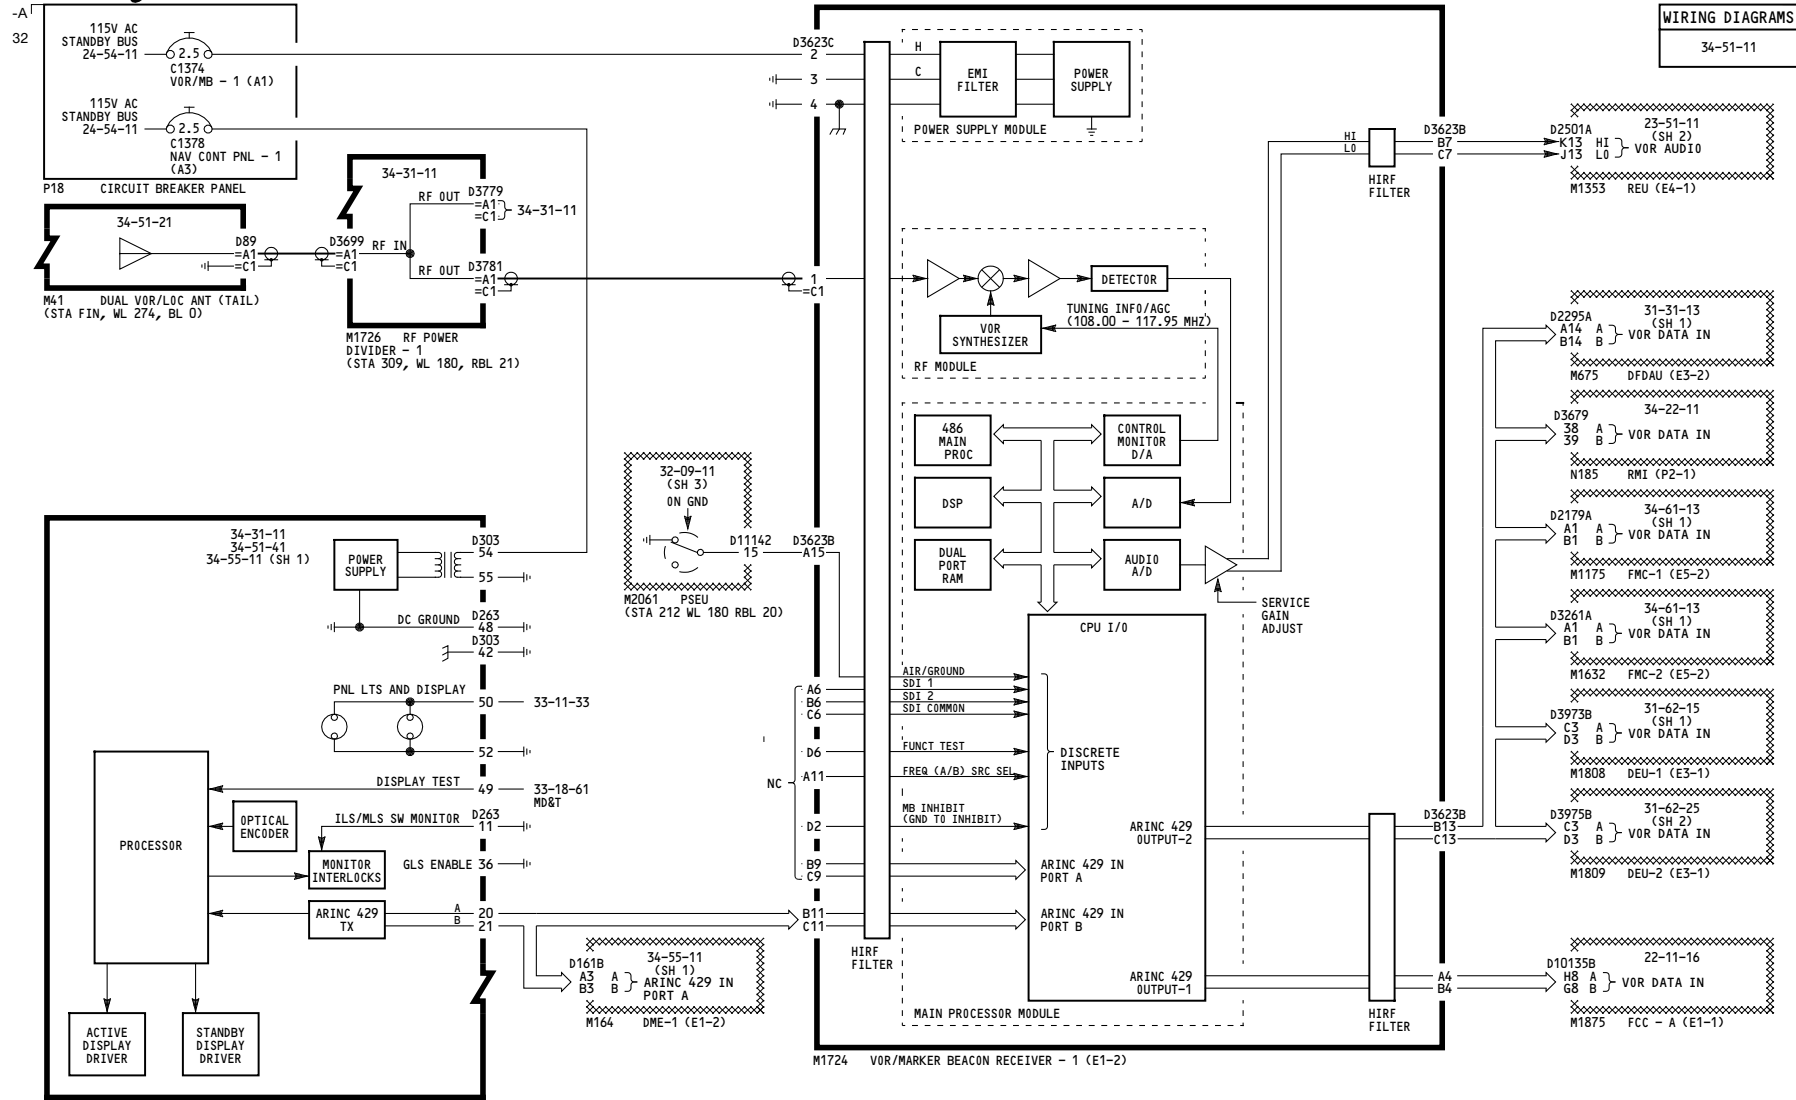 -A
32
WIRING DIAGRAMS
34-51-11
115V AC
STANDBY BUS
24-54-11
2.5
C1374
VOR/MB - 1 (A1)
115V AC
STANDBY BUS
24-54-11
2.5
C1378
NAV CONT PNL - 1
(A3)
P18 CIRCUIT BREAKER PANEL
34-51-21
D89
=A1
=C1
M41 DUAL VOR/LOC ANT (TAIL)
(STA FIN, WL 274, BL 0)
34-31-11
D3699
=A1
=C1
RF IN
RF OUT
D3779
=A1
=C1
34-31-11
RF OUT
D3781
=A1
=C1
M1726 RF POWER
DIVIDER - 1
(STA 309, WL 180, RBL 21)
34-31-11
34-51-41
34-55-11 (SH 1)
POWER
SUPPLY
D303
54
55
DC GROUND
D263
48
D303
42
PNL LTS AND DISPLAY
50
33-11-33
52
DISPLAY TEST
49
33-18-61
MD&T
PROCESSOR
OPTICAL
ENCODER
ILS/MLS SW MONITOR
D263
11
MONITOR
INTERLOCKS
GLS ENABLE 36
ARINC 429
TX
A
B
20
21
ACTIVE
DISPLAY
DRIVER
STANDBY
DISPLAY
DRIVER
D161B
A3 A
B3 B
34-55-11
(SH 1)
ARINC 429 IN
PORT A
M164 DME-1 (E1-2)
32-09-11
(SH 3)
ON GND
D11142
15
M2061 PSEU
(STA 212 WL 180 RBL 20)
D3623C
2
3
4
1
=C1
D3623B
A15
A6
B6
C6
D6
NC
A11
D2
B9
C9
B11
C11
HIRF
FILTER
H
C
EMI
FILTER
POWER
SUPPLY
POWER SUPPLY MODULE
DETECTOR
TUNING INFO/AGC
(108.00 - 117.95 MHZ)
VOR
SYNTHESIZER
RF MODULE
486
MAIN
PROC
CONTROL
MONITOR
D/A
DSP
A/D
DUAL
PORT
RAM
AUDIO
A/D
SERVICE
GAIN
ADJUST
CPU I/O
AIR/GROUND
SDI 1
SDI 2
SDI COMMON
FUNCT TEST
FREQ (A/B) SRC SEL
MB INHIBIT
(GND TO INHIBIT)
DISCRETE
INPUTS
ARINC 429
OUTPUT-2
ARINC 429 IN
PORT A
ARINC 429 IN
PORT B
ARINC 429
OUTPUT-1
MAIN PROCESSOR MODULE
M1724 VOR/MARKER BEACON RECEIVER - 1 (E1-2)
HI
LO
HIRF
FILTER
D3623B
B7
C7
D3623B
B13
C13
A4
B4
HIRF
FILTER
D2501A
K13 HI
J13 LO
23-51-11
(SH 2)
VOR AUDIO
M1353 REU (E4-1)
D2295A
A14 A
B14 B
31-31-13
(SH 1)
VOR DATA IN
M675 DFDAU (E3-2)
D3679
38 A
39 B
34-22-11
VOR DATA IN
N185 RMI (P2-1)
D2179A
A1 A
B1 B
34-61-13
(SH 1)
VOR DATA IN
M1175 FMC-1 (E5-2)
D3261A
A1 A
B1 B
34-61-13
(SH 1)
VOR DATA IN
M1632 FMC-2 (E5-2)
D3973B
C3 A
D3 B
31-62-15
(SH 1)
VOR DATA IN
M1808 DEU-1 (E3-1)
D3975B
C3 A
D3 B
31-62-25
(SH 2)
VOR DATA IN
M1809 DEU-2 (E3-1)
D10135B
H8 A
G8 B
22-11-16
VOR DATA IN
M1875 FCC - A (E1-1)